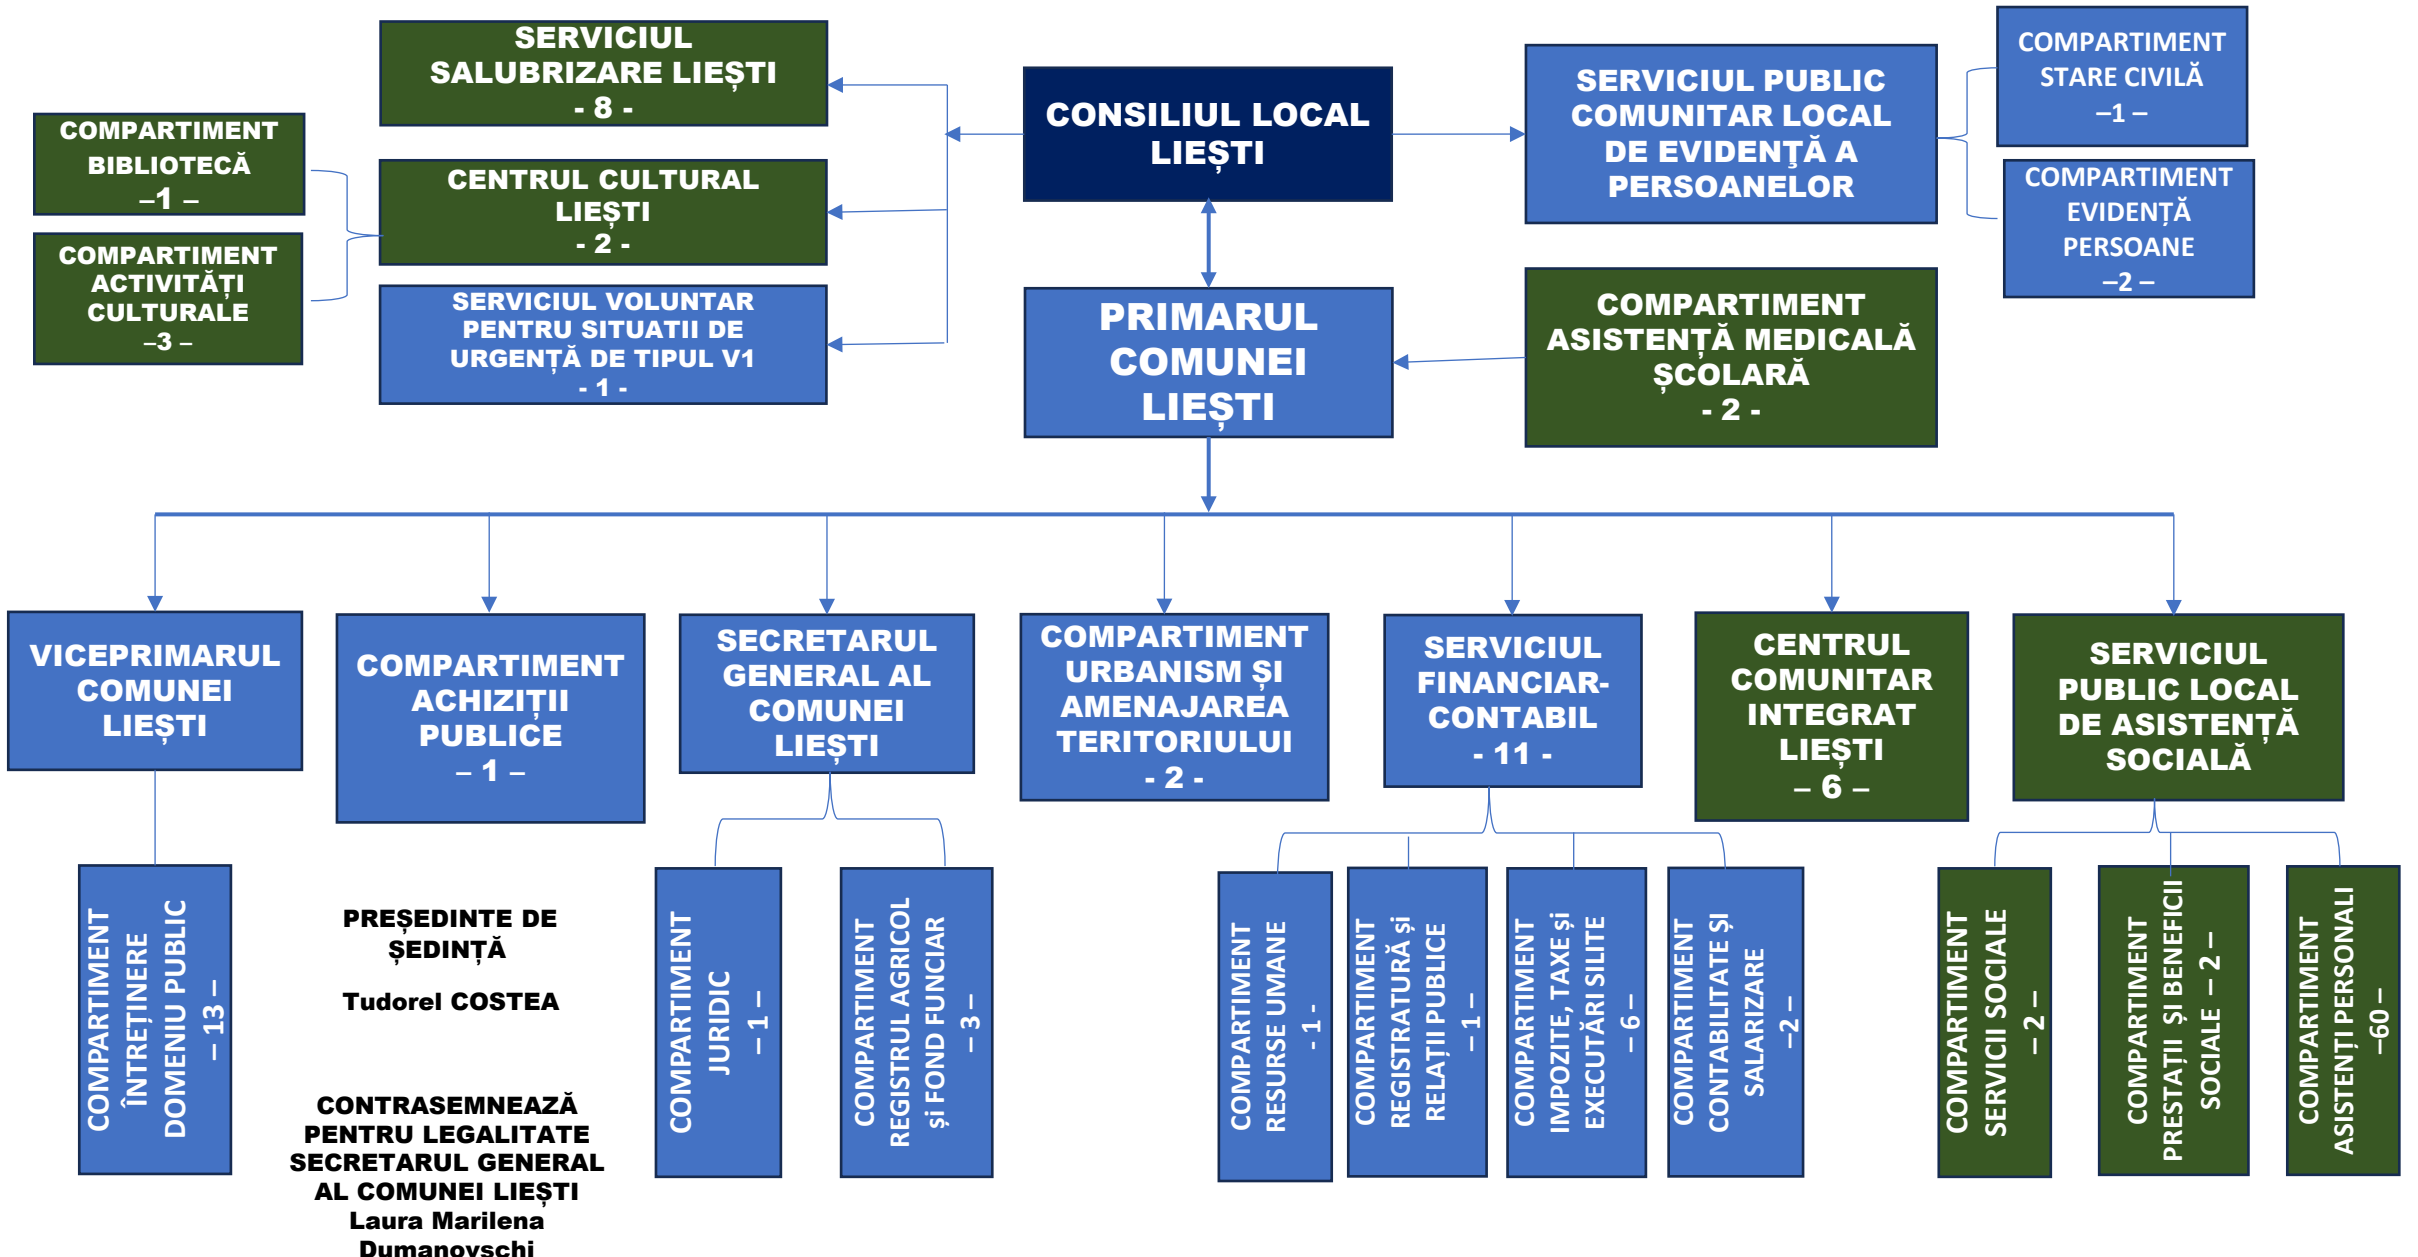 SERVICIUL
SALUBRIZARE LIEȘTI
- 8 -
CONSILIUL LOCAL
LIEȘTI
SERVICIUL PUBLIC
COMUNITAR LOCAL
DE EVIDENŢĂ A
PERSOANELOR
COMPARTIMENT
STARE CIVILĂ
–1 –
COMPARTIMENT
BIBLIOTECĂ
–1 –
CENTRUL CULTURAL
LIEȘTI
- 2 -
COMPARTIMENT
EVIDENȚĂ
PERSOANE
–2 –
COMPARTIMENT
ACTIVITĂȚI
CULTURALE
–3 –
SERVICIUL VOLUNTAR
PENTRU SITUATII DE
URGENȚĂ DE TIPUL V1
- 1 -
PRIMARUL
COMUNEI
LIEȘTI
COMPARTIMENT
ASISTENȚĂ MEDICALĂ
ȘCOLARĂ
- 2 -
VICEPRIMARUL
COMUNEI
LIEȘTI
COMPARTIMENT
ACHIZIȚII
PUBLICE
– 1 –
SECRETARUL
GENERAL AL
COMUNEI
LIEȘTI
COMPARTIMENT
URBANISM ȘI
AMENAJAREA
TERITORIULUI
- 2 -
SERVICIUL
FINANCIAR-
CONTABIL
- 11 -
CENTRUL
COMUNITAR
INTEGRAT
LIEȘTI
– 6 –
SERVICIUL
PUBLIC LOCAL
DE ASISTENȚĂ
SOCIALĂ
COMPARTIMENT
ÎNTREȚINERE
DOMENIU PUBLIC
– 13 –
PREȘEDINTE DE
ȘEDINȚĂ
Tudorel COSTEA
CONTRASEMNEAZĂ
PENTRU LEGALITATE
SECRETARUL GENERAL
AL COMUNEI LIEȘTI
Laura Marilena
Dumanovschi
COMPARTIMENT
JURIDIC
– 1 –
COMPARTIMENT
REGISTRUL AGRICOL
și FOND FUNCIAR
– 3 –
COMPARTIMENT
RESURSE UMANE
- 1 -
COMPARTIMENT
REGISTRATURĂ și
RELAȚII PUBLICE
– 1 –
COMPARTIMENT
IMPOZITE, TAXE și
EXECUTĂRI SILITE
– 6 –
COMPARTIMENT
CONTABILITATE ȘI
SALARIZARE
–2 –
COMPARTIMENT
SERVICII SOCIALE
– 2 –
COMPARTIMENT
PRESTAȚII ȘI BENEFICII
SOCIALE – 2 –
COMPARTIMENT
ASISTENȚI PERSONALI
–60 –